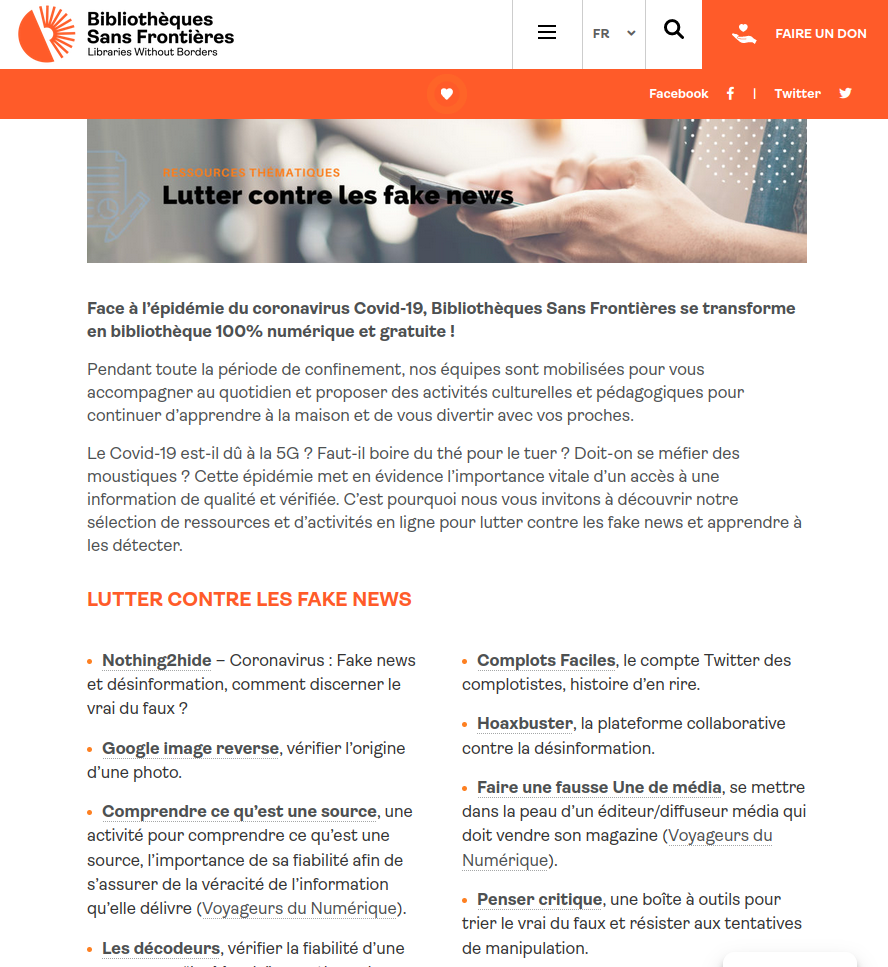 Bibliothèques
Sans Frontières
Libraries Without Borders
FR
FAIRE UN DON
Facebook
|
Twitter
RESSOURCES THÉMATIQUES
Lutter contre les fake news
Face à l’épidémie du coronavirus Covid-19, Bibliothèques Sans Frontières se transforme
en bibliothèque 100% numérique et gratuite !
Pendant toute la période de confinement, nos équipes sont mobilisées pour vous
accompagner au quotidien et proposer des activités culturelles et pédagogiques pour
continuer d’apprendre à la maison et de vous divertir avec vos proches.
Le Covid-19 est-il dû à la 5G ? Faut-il boire du thé pour le tuer ? Doit-on se méfier des
moustiques ? Cette épidémie met en évidence l’importance vitale d’un accès à une
information de qualité et vérifiée. C’est pourquoi nous vous invitons à découvrir notre
sélection de ressources et d’activités en ligne pour lutter contre les fake news et apprendre à
les détecter.
LUTTER CONTRE LES FAKE NEWS
• Nothing2hide – Coronavirus : Fake news
et désinformation, comment discerner le
vrai du faux ?
• Google image reverse, vérifier l’origine
d’une photo.
• Comprendre ce qu’est une source, une
activité pour comprendre ce qu’est une
source, l’importance de sa fiabilité afin de
s’assurer de la véracité de l’information
qu’elle délivre (Voyageurs du Numérique).
• Les décodeurs, vérifier la fiabilité d’une
• Complots Faciles, le compte Twitter des
complotistes, histoire d’en rire.
• Hoaxbuster, la plateforme collaborative
contre la désinformation.
• Faire une fausse Une de média, se mettre
dans la peau d’un éditeur/diffuseur média qui
doit vendre son magazine (Voyageurs du
Numérique).
• Penser critique, une boîte à outils pour
trier le vrai du faux et résister aux tentatives
de manipulation.